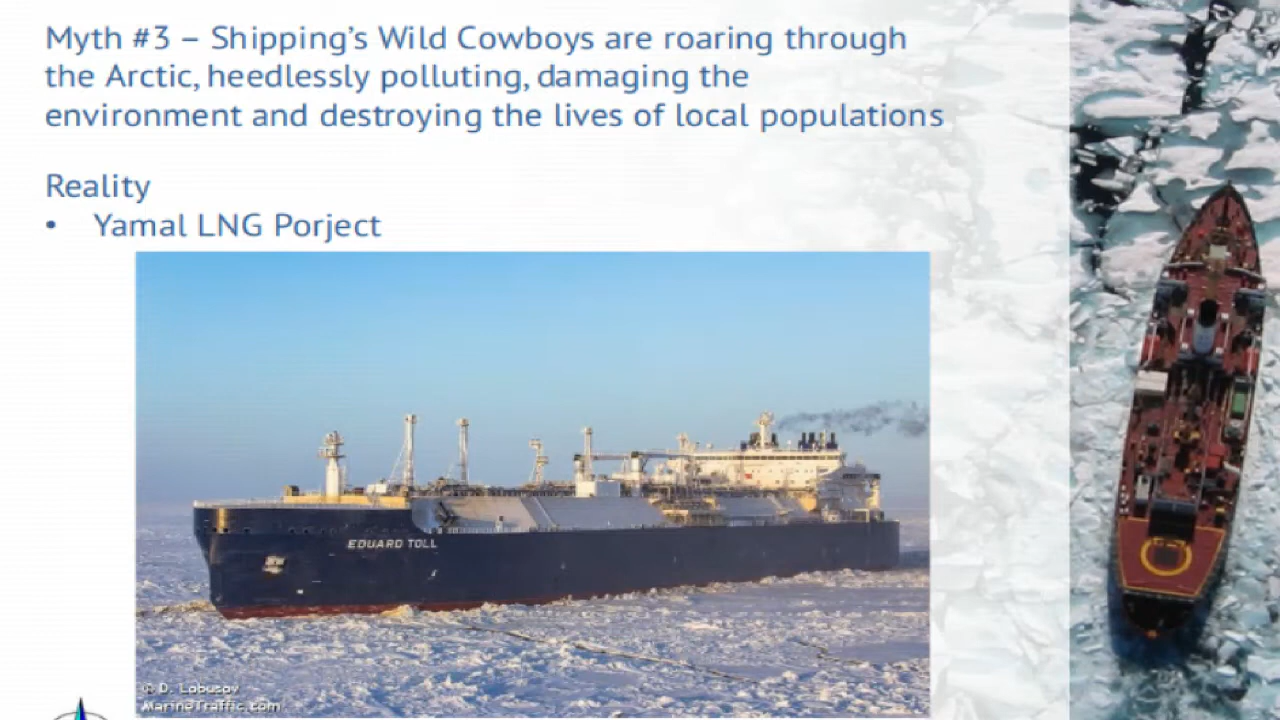 Myth #3 – Shipping's Wild Cowboys are roaring through
the Arctic, heedlessly polluting, damaging the
environment and destroying the lives of local populations
Reality
• Yamal LNG Porject
EDUARD TOLL
© D. Lobusov
MarineTraffic.com